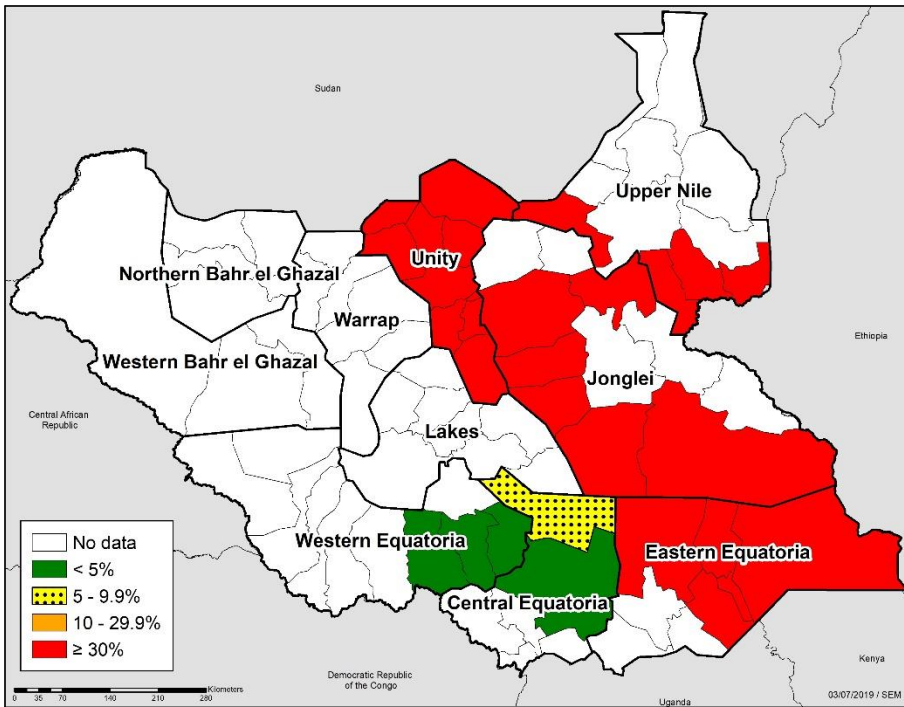 Sudan
Upper Nile
Unity
Northern Bahr el Ghazal
Warrap
Ethiopia
Western Bahr el Ghazal
Jonglei
Central African
Republic
Lakes
No data
< 5%
5 - 9.9%
10 - 29.9%
≥ 30%
Western Equatoria
Eastern Equatoria
Central Equatoria
Democratic Republic
of the Congo
Kenya
Uganda
Kilometers
0 35 70 140 210 280
03/07/2019 / SEM